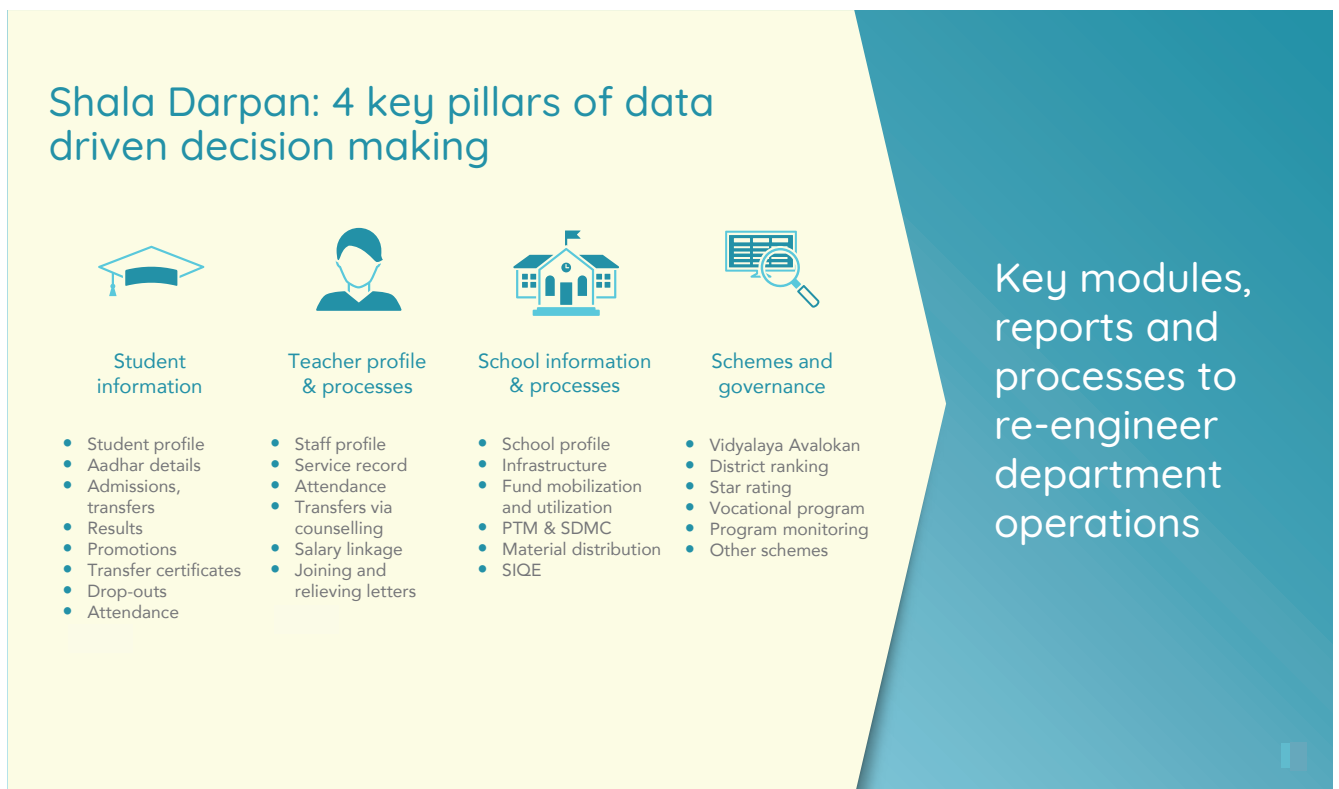 Shala Darpan: 4 key pillars of data
driven decision making
Student
information
• Student profile
• Aadhar details
• Admissions,
transfers
• Results
• Promotions
• Transfer certificates
• Drop-outs
• Attendance
Teacher profile
& processes
• Staff profile
• Service record
• Attendance
• Transfers via
counselling
• Salary linkage
• Joining and
relieving letters
School information
& processes
• School profile
• Infrastructure
• Fund mobilization
and utilization
• PTM & SDMC
• Material distribution
• SIQE
Schemes and
governance
• Vidyalaya Avalokan
• District ranking
• Star rating
• Vocational program
• Program monitoring
• Other schemes
Key modules,
reports and
processes to
re-engineer
department
operations